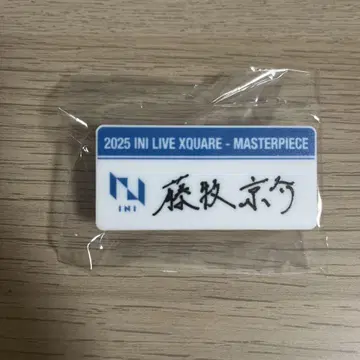 2025 INI LIVE XQUARE - MASTERPIECE
藤牧京介
INI